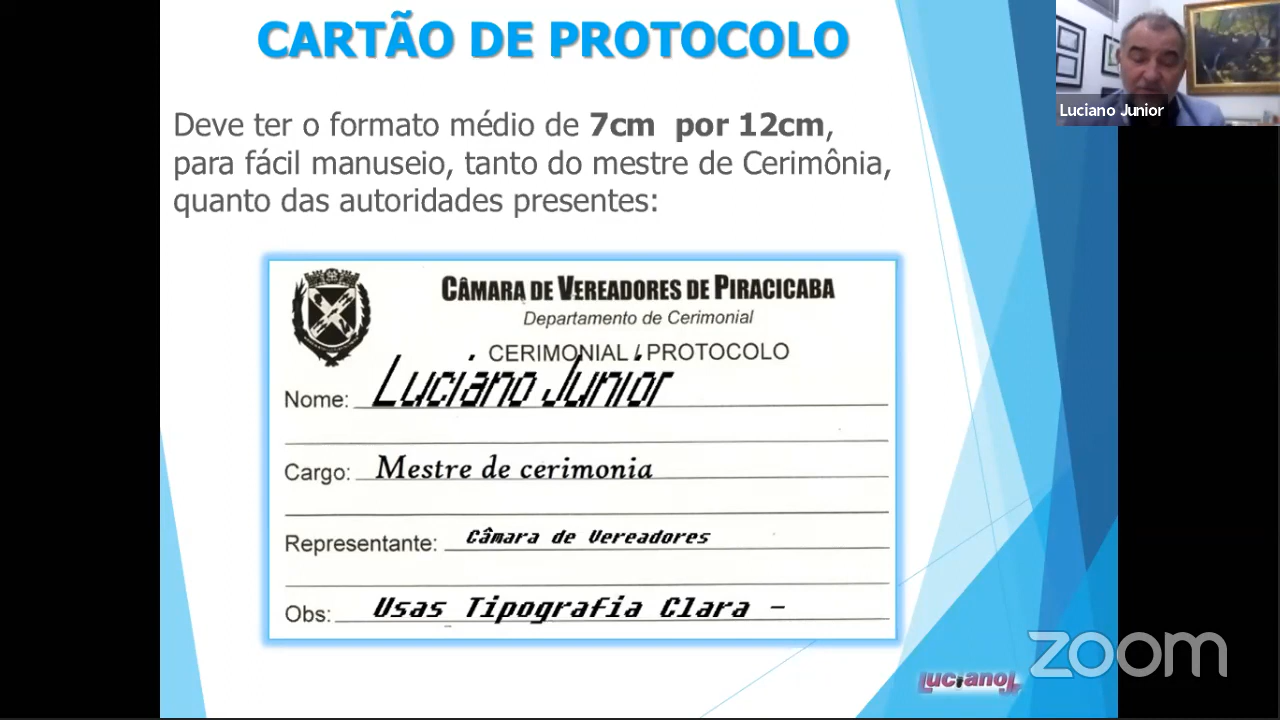 CARTÃO DE PROTOCOLO
Luciano Junior
Deve ter o formato médio de 7cm por 12cm,
para fácil manuseio, tanto do mestre de Cerimônia,
quanto das autoridades presentes:
CÂMARA DE VEREADORES DE PIRACICABA
Departamento de Cerimonial
CERIMONIAL / PROTOCOLO
Nome: Luciano Junior
Cargo: Mestre de cerimonia
Representante: Câmara de Vereadores
Obs: Usas Tipografia Clara -
zoom
LucianoJr.